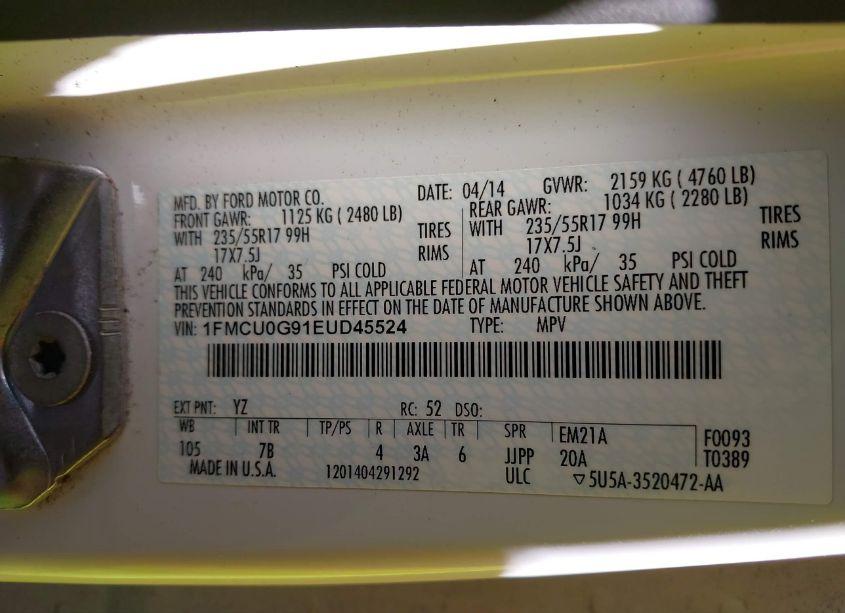 MFD. BY FORD MOTOR CO. DATE: 04/14 GVWR: 2159 KG ( 4760 LB)
FRONT GAWR: 1125 KG ( 2480 LB) REAR GAWR: 1034 KG ( 2280 LB)
WITH 235/55R17 99H TIRES WITH 235/55R17 99H TIRES
17X7.5J RIMS 17X7.5J RIMS
AT 240 kPa/ 35 PSI COLD AT 240 kPa/ 35 PSI COLD
THIS VEHICLE CONFORMS TO ALL APPLICABLE FEDERAL MOTOR VEHICLE SAFETY AND THEFT
PREVENTION STANDARDS IN EFFECT ON THE DATE OF MANUFACTURE SHOWN ABOVE.
VIN: 1FMCU0G91EUD45524 TYPE: MPV
EXT PNT: YZ RC: 52 DSO:
WB INT TR TP/PS R AXLE TR SPR EM21A F0093
105 7B 4 3A 6 JJPP 20A T0389
MADE IN U.S.A. 1201404291292 ULC ▽5U5A-3520472-AA